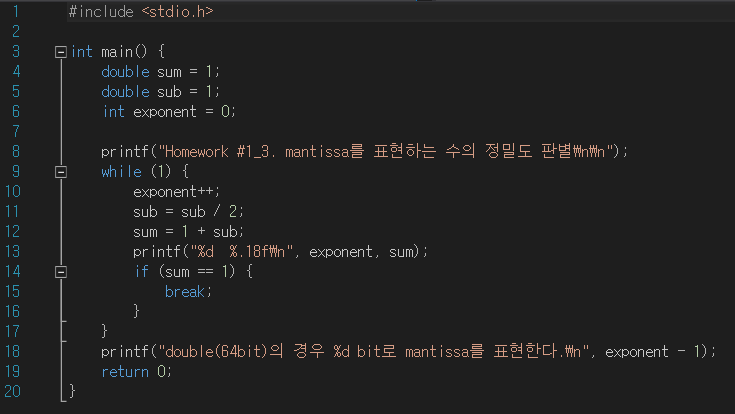 1 #include <stdio.h>
2
3 int main() {
4 double sum = 1;
5 double sub = 1;
6 int exponent = 0;
7
8 printf("Homework #1_3. mantissa를 표현하는 수의 정밀도 판별₩n₩n");
9 while (1) {
10 exponent++;
11 sub = sub / 2;
12 sum = 1 + sub;
13 printf("%d  %.18f₩n", exponent, sum);
14 if (sum == 1) {
15 break;
16 }
17 }
18 printf("double(64bit)의 경우 %d bit로 mantissa를 표현한다.₩n", exponent - 1);
19 return 0;
20 }